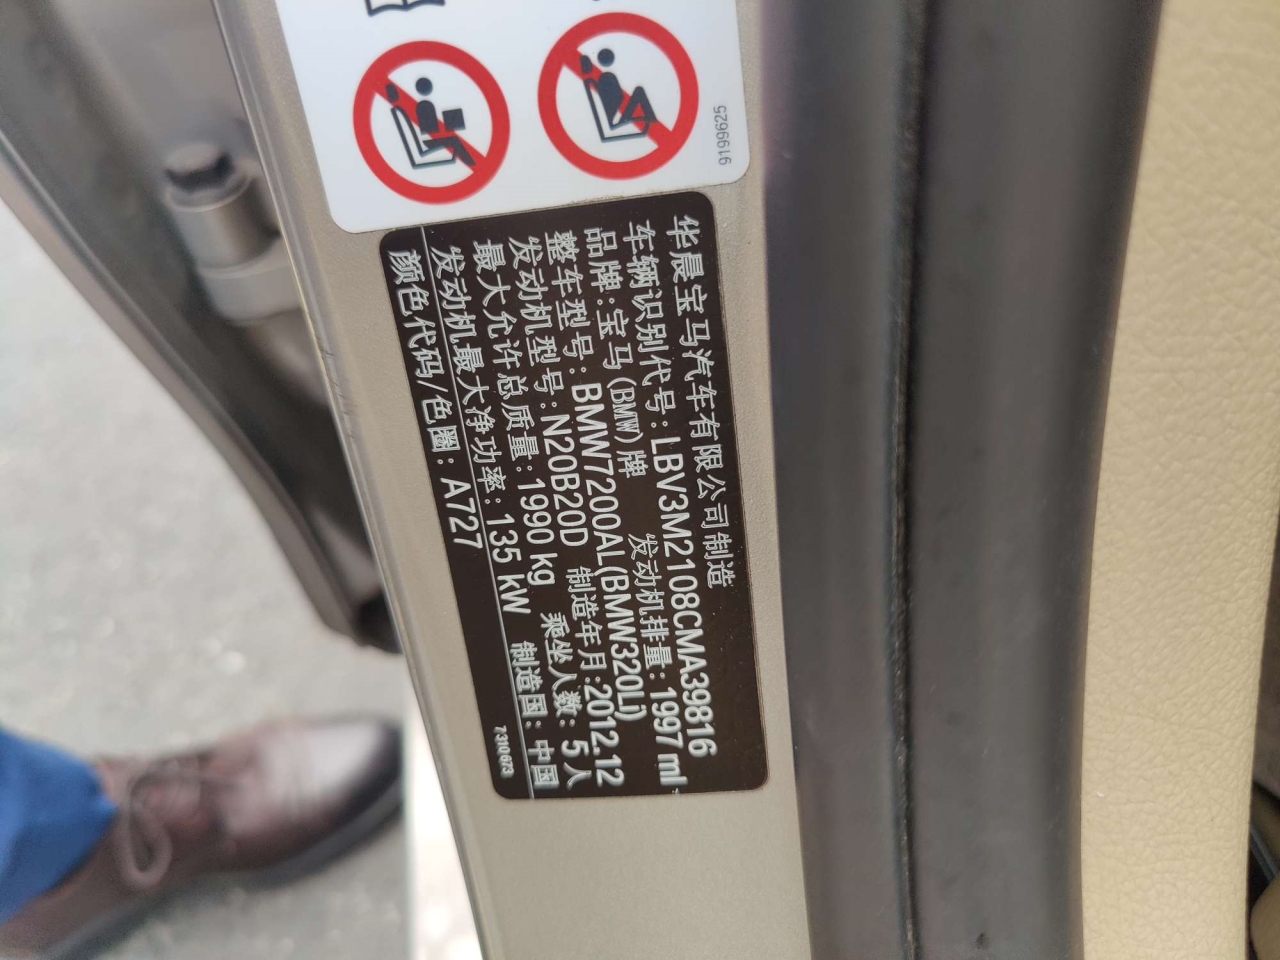 9199625
华晨宝马汽车有限公司制造
车辆识别代号:LBV3M2108CMA39816
品牌:宝马(BMW)牌 发动机排量:1997 ml
整车型号:BMW7200AL(BMW320Li)
发动机型号:N20B20D 制造年月:2012.12
最大允许总质量:1990 kg 乘坐人数: 5人
发动机最大净功率:135 kW 制造国:中国
颜色代码/色圈: A727
7310673